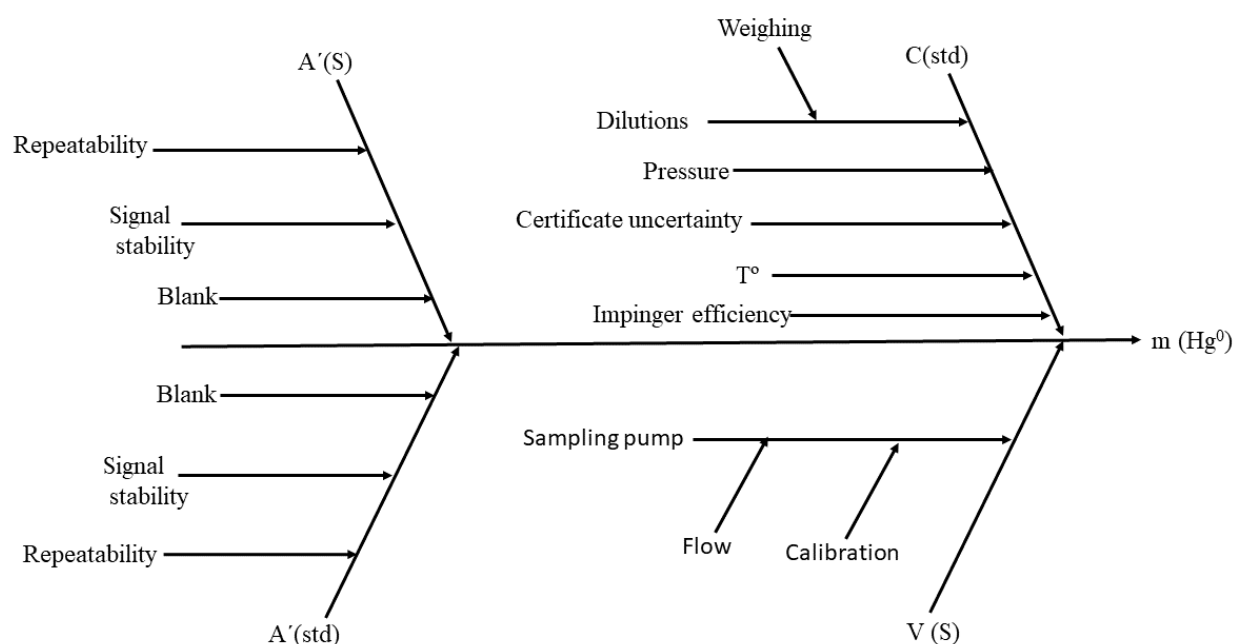 Weighing
A´(S)
C(std)
Dilutions
Repeatability
Pressure
Signal
stability
Certificate uncertainty
Tº
Blank
Impinger efficiency
m (Hg⁰)
Blank
Sampling pump
Signal
stability
Flow
Calibration
Repeatability
A´(std)
V (S)